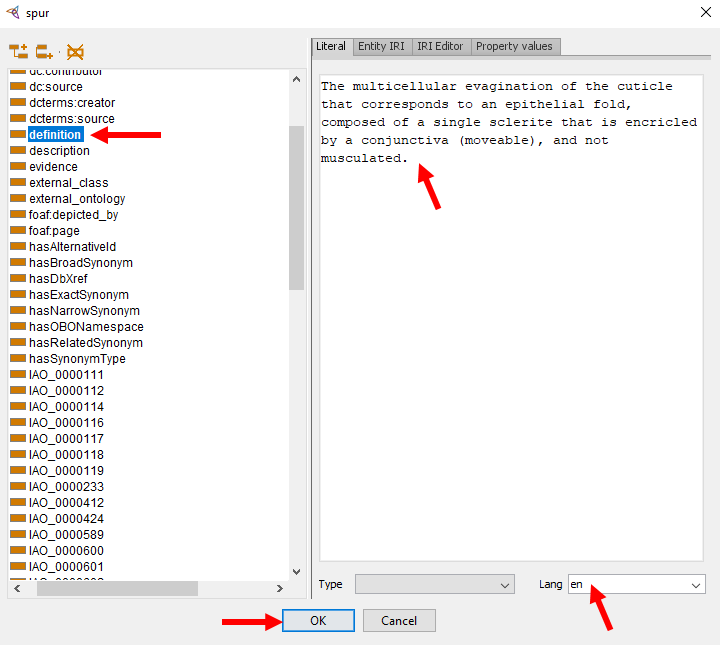 spur
dc:contributor
dc:source
dcterms:creator
dcterms:source
definition
description
evidence
external_class
external_ontology
foaf:depicted_by
foaf:page
hasAlternativeId
hasBroadSynonym
hasDbXref
hasExactSynonym
hasNarrowSynonym
hasOBONamespace
hasRelatedSynonym
hasSynonymType
IAO_0000111
IAO_0000112
IAO_0000114
IAO_0000116
IAO_0000117
IAO_0000118
IAO_0000119
IAO_0000233
IAO_0000412
IAO_0000424
IAO_0000589
IAO_0000600
IAO_0000601
Literal Entity IRI IRI Editor Property values
The multicellular evagination of the cuticle
that corresponds to an epithelial fold,
composed of a single sclerite that is encricled
by a conjunctiva (moveable), and not
musculated.
Type Lang en
OK Cancel